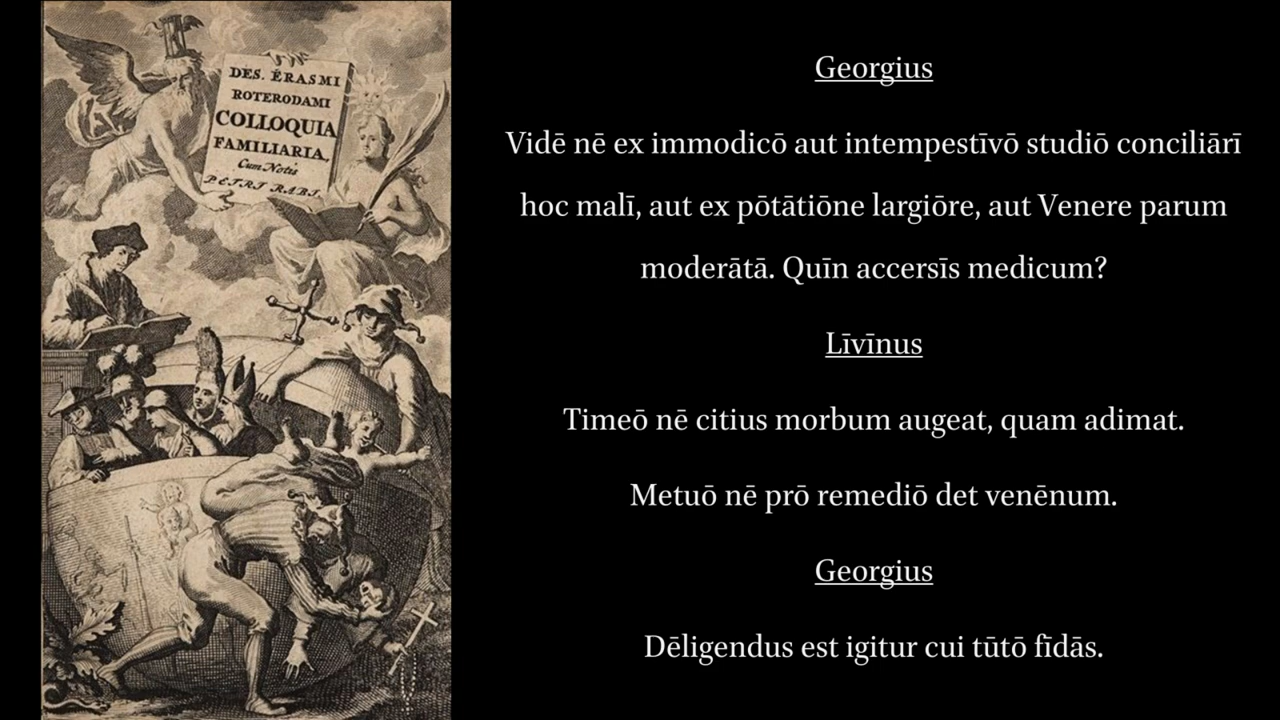 DES. ÉRASMI
ROTERODAMI
COLLOQUIA
FAMILIARIA,
Cum Notis
PETRI RABI.
Georgius
Vidē nē ex immodicō aut intempestīvō studiō conciliārī
hoc malī, aut ex pōtātiōne largiōre, aut Venere parum
moderātā. Quīn accersīs medicum?
Līvīnus
Timeō nē citius morbum augeat, quam adimat.
Metuō nē prō remediō det venēnum.
Georgius
Dēligendus est igitur cui tūtō fīdās.